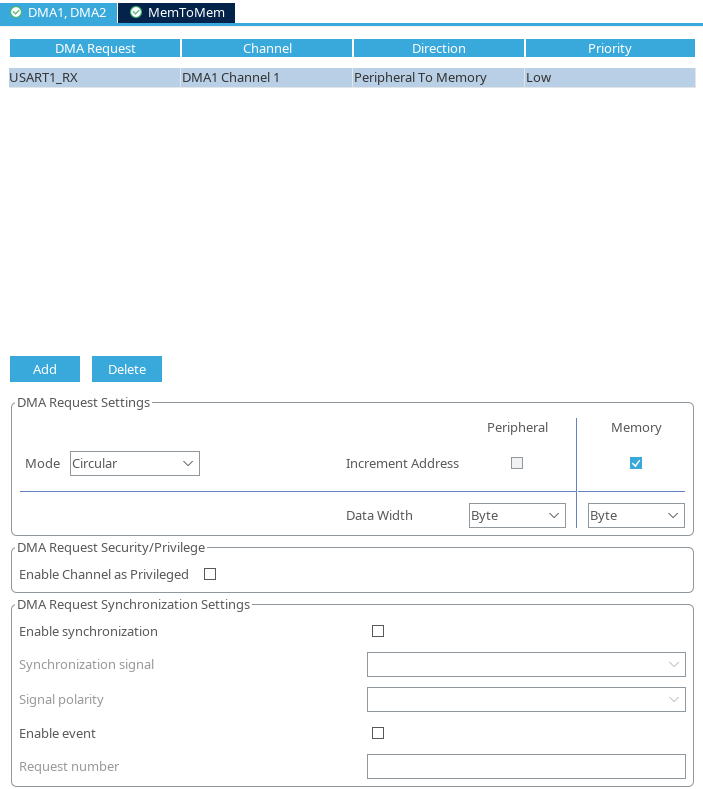 DMA1, DMA2 MemToMem
DMA Request Channel Direction Priority
USART1_RX DMA1 Channel 1 Peripheral To Memory Low
Add Delete
DMA Request Settings
Peripheral Memory
Mode Circular Increment Address
Data Width Byte Byte
DMA Request Security/Privilege
Enable Channel as Privileged
DMA Request Synchronization Settings
Enable synchronization
Synchronization signal
Signal polarity
Enable event
Request number